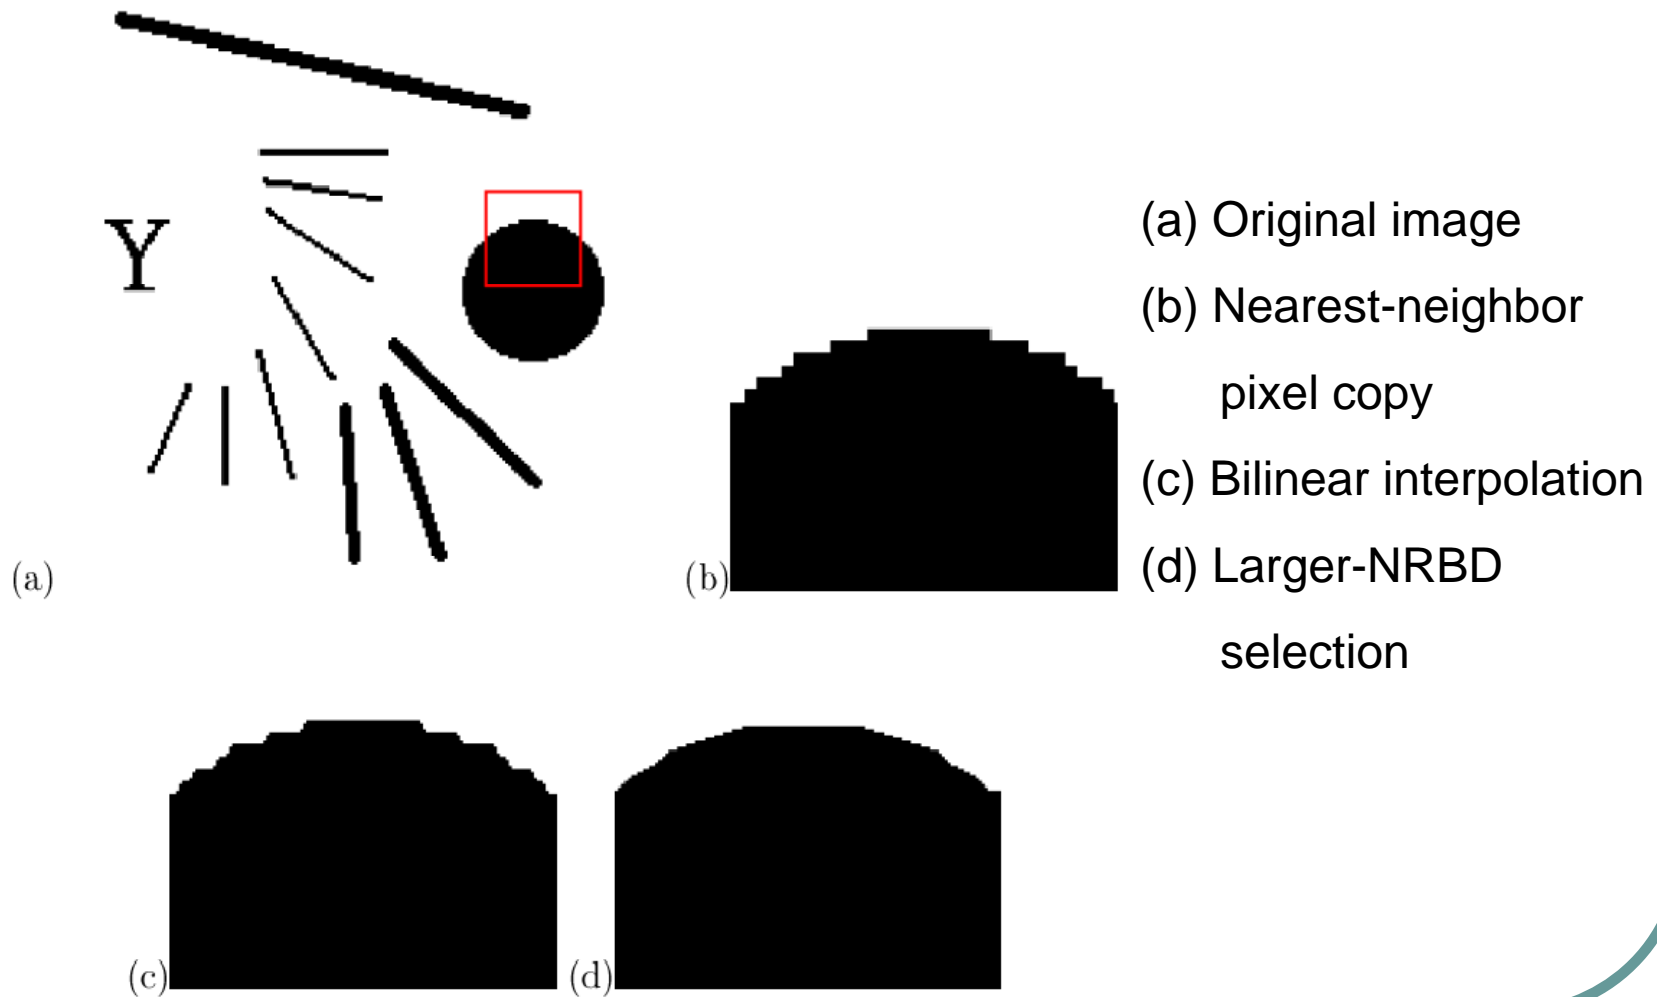 Y
(a)
(b)
(a) Original image
(b) Nearest-neighbor
pixel copy
(c) Bilinear interpolation
(d) Larger-NRBD
selection
(c)
(d)